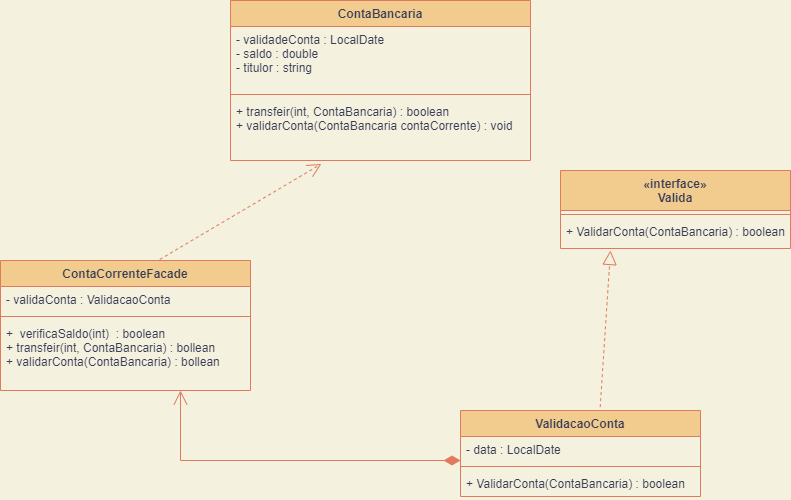 ContaBancaria
- validadeConta : LocalDate
- saldo : double
- titulor : string
+ transfeir(int, ContaBancaria) : boolean
+ validarConta(ContaBancaria contaCorrente) : void
«interface»
Valida
+ ValidarConta(ContaBancaria) : boolean
ContaCorrenteFacade
- validaConta : ValidacaoConta
+  verificaSaldo(int)  : boolean
+ transfeir(int, ContaBancaria) : bollean
+ validarConta(ContaBancaria) : bollean
ValidacaoConta
- data : LocalDate
+ ValidarConta(ContaBancaria) : boolean